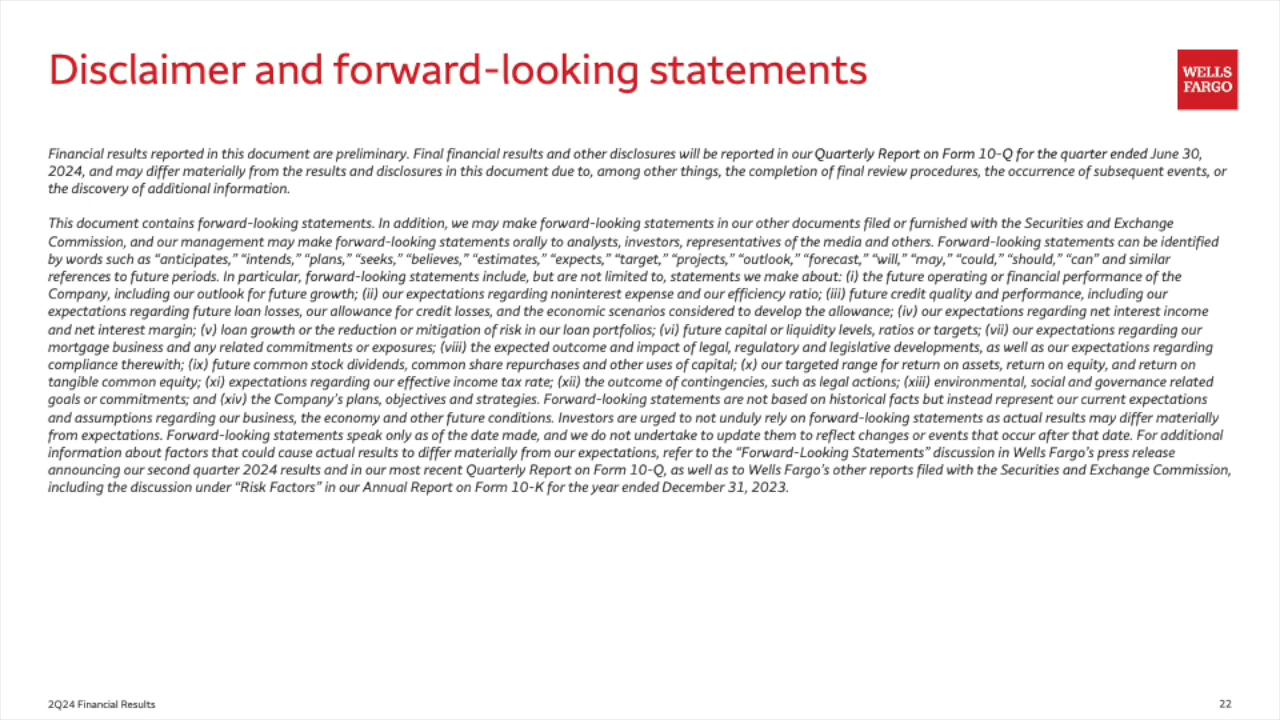 Disclaimer and forward-looking statements
WELLS
FARGO
Financial results reported in this document are preliminary. Final financial results and other disclosures will be reported in our Quarterly Report on Form 10-Q for the quarter ended June 30,
2024, and may differ materially from the results and disclosures in this document due to, among other things, the completion of final review procedures, the occurrence of subsequent events, or
the discovery of additional information.
This document contains forward-looking statements. In addition, we may make forward-looking statements in our other documents filed or furnished with the Securities and Exchange
Commission, and our management may make forward-looking statements orally to analysts, investors, representatives of the media and others. Forward-looking statements can be identified
by words such as “anticipates,” “intends,” “plans,” “seeks,” “believes,” “estimates,” “expects,” “target,” “projects,” “outlook,” “forecast,” “will,” “may,” “could,” “should,” “can” and similar
references to future periods. In particular, forward-looking statements include, but are not limited to, statements we make about: (i) the future operating or financial performance of the
Company, including our outlook for future growth; (ii) our expectations regarding noninterest expense and our efficiency ratio; (iii) future credit quality and performance, including our
expectations regarding future loan losses, our allowance for credit losses, and the economic scenarios considered to develop the allowance; (iv) our expectations regarding net interest income
and net interest margin; (v) loan growth or the reduction or mitigation of risk in our loan portfolios; (vi) future capital or liquidity levels, ratios or targets; (vii) our expectations regarding our
mortgage business and any related commitments or exposures; (viii) the expected outcome and impact of legal, regulatory and legislative developments, as well as our expectations regarding
compliance therewith; (ix) future common stock dividends, common share repurchases and other uses of capital; (x) our targeted range for return on assets, return on equity, and return on
tangible common equity; (xi) expectations regarding our effective income tax rate; (xii) the outcome of contingencies, such as legal actions; (xiii) environmental, social and governance related
goals or commitments; and (xiv) the Company’s plans, objectives and strategies. Forward-looking statements are not based on historical facts but instead represent our current expectations
and assumptions regarding our business, the economy and other future conditions. Investors are urged to not unduly rely on forward-looking statements as actual results may differ materially
from expectations. Forward-looking statements speak only as of the date made, and we do not undertake to update them to reflect changes or events that occur after that date. For additional
information about factors that could cause actual results to differ materially from our expectations, refer to the “Forward-Looking Statements” discussion in Wells Fargo’s press release
announcing our second quarter 2024 results and in our most recent Quarterly Report on Form 10-Q, as well as to Wells Fargo’s other reports filed with the Securities and Exchange Commission,
including the discussion under “Risk Factors” in our Annual Report on Form 10-K for the year ended December 31, 2023.
2Q24 Financial Results
22